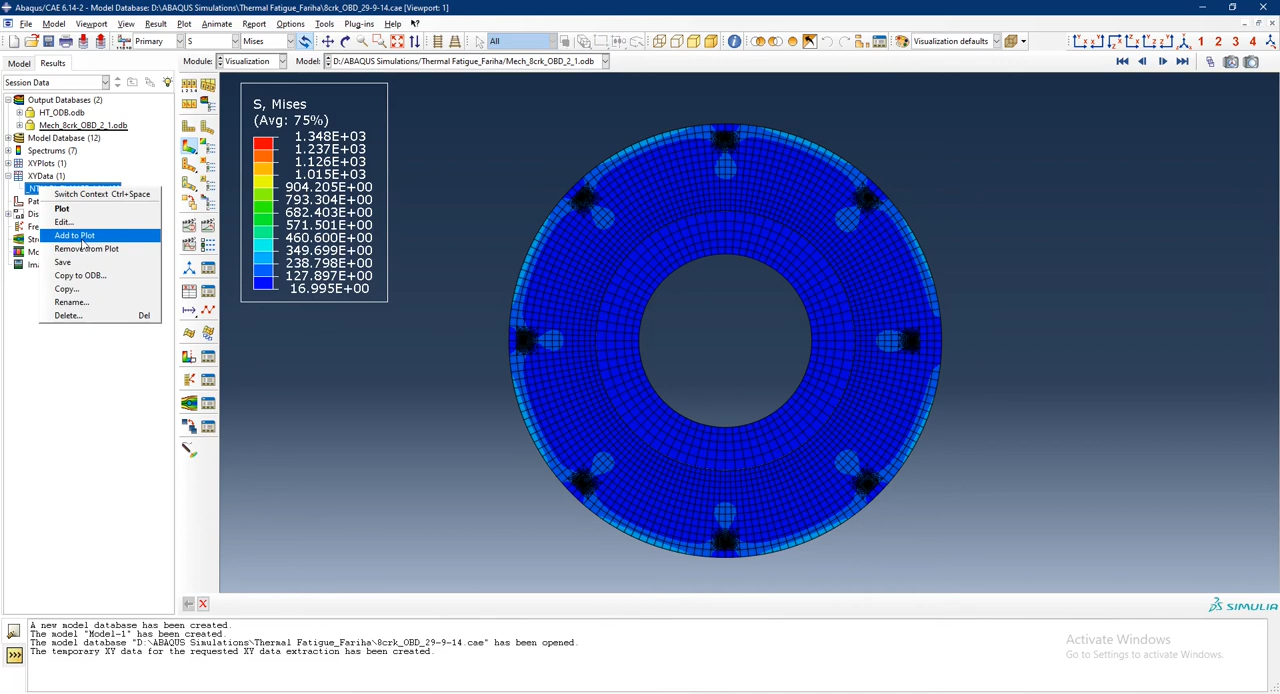 Abaqus/CAE 6.14-2 - Model Database: D:\ABAQUS Simulations\Thermal Fatigue_Fariha\8crk_OBD_29-9-14.cae [Viewport: 1]
File Model Viewport View Result Plot Animate Report Options Tools Plug-ins Help
Primary S Mises All Visualization defaults 1 2 3 4
Model Results Module: Visualization Model: D:/ABAQUS Simulations/Thermal Fatigue_Fariha/Mech_8crk_OBD_2_1.odb
Session Data
Output Databases (2)
HT_ODB.odb
Mech_8crk_OBD_2_1.odb
Model Database (12)
Spectrums (7)
XYPlots (1)
XYData (1)
Switch Context Ctrl+Space
Plot
Edit...
Add to Plot
Remove from Plot
Save
Copy to ODB...
Copy...
Rename...
Delete... Del
S, Mises
(Avg: 75%)
1.348E+03
1.237E+03
1.126E+03
1.015E+03
904.205E+00
793.304E+00
682.403E+00
571.501E+00
460.600E+00
349.699E+00
238.798E+00
127.897E+00
16.995E+00
SIMULIA
A new model database has been created.
The model "Model-1" has been created.
The model database "D:\ABAQUS Simulations\Thermal Fatigue_Fariha\8crk_OBD_29-9-14.cae" has been opened.
The temporary XY data for the requested XY data extraction has been created.
Activate Windows
Go to Settings to activate Windows.